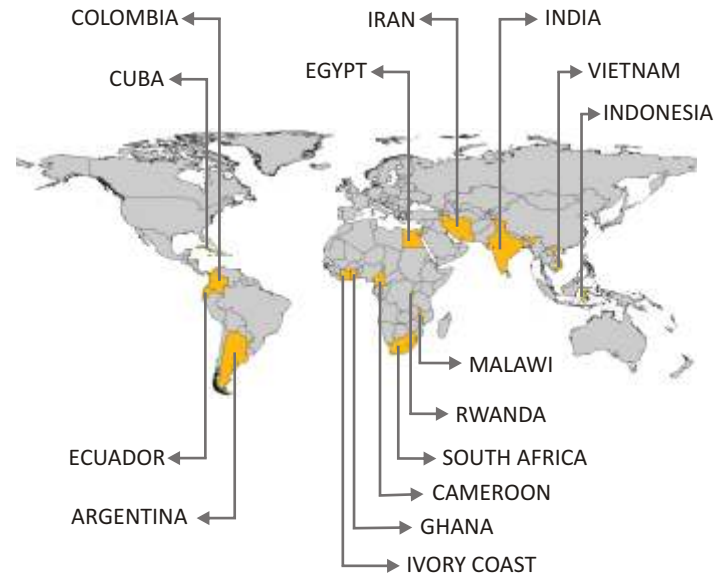 COLOMBIA
IRAN
INDIA
CUBA
EGYPT
VIETNAM
INDONESIA
MALAWI
RWANDA
ECUADOR
SOUTH AFRICA
CAMEROON
ARGENTINA
GHANA
IVORY COAST